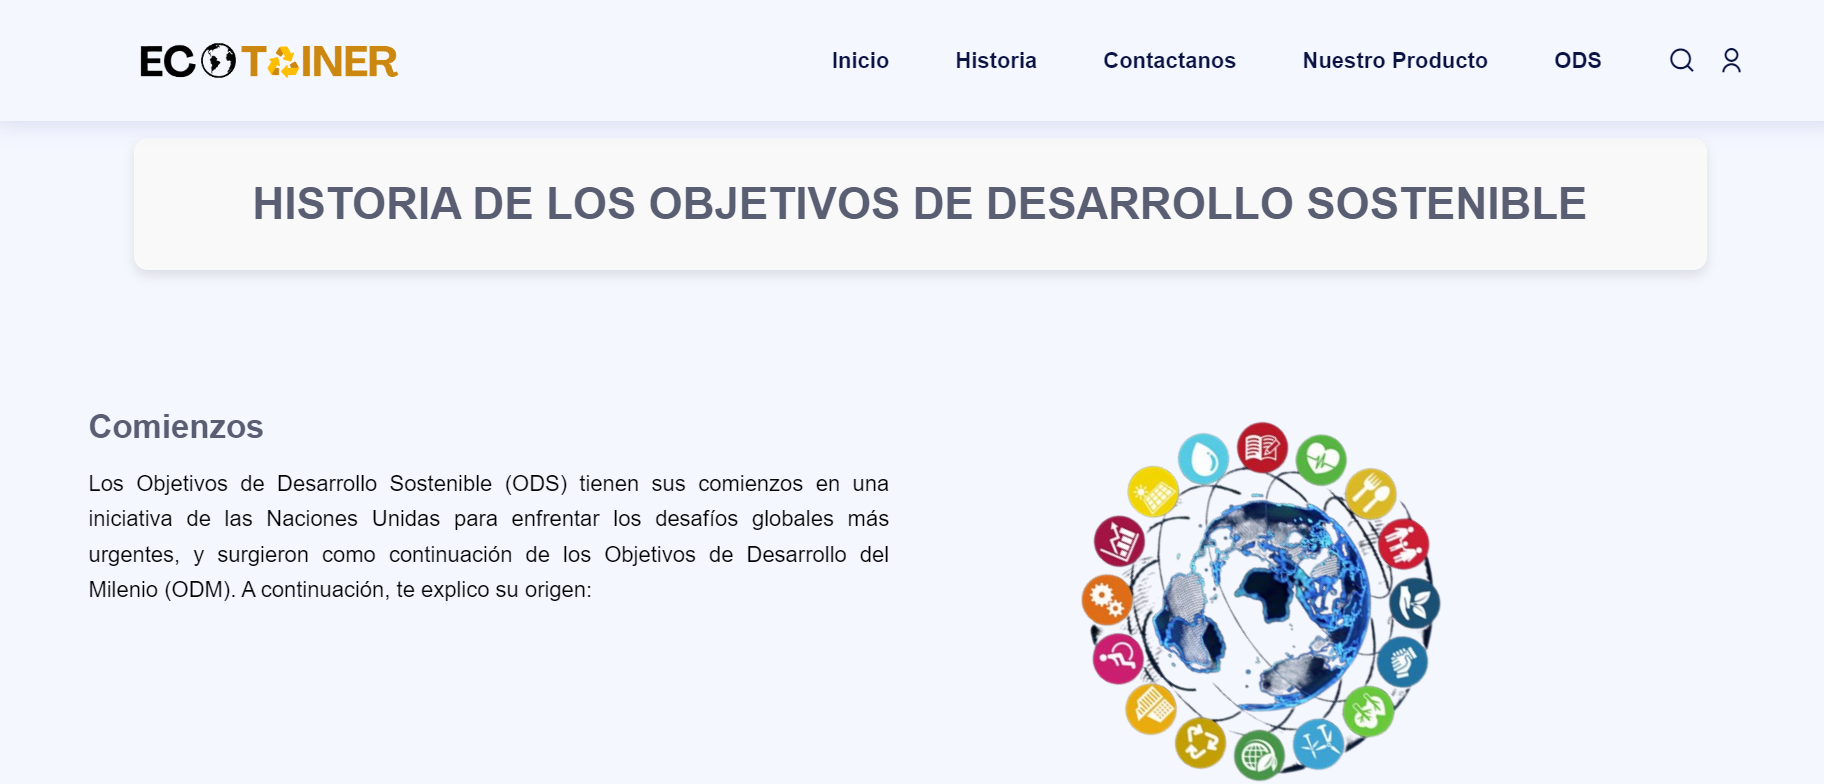 ECOTAINER
Inicio Historia Contactanos Nuestro Producto ODS
HISTORIA DE LOS OBJETIVOS DE DESARROLLO SOSTENIBLE
Comienzos
Los Objetivos de Desarrollo Sostenible (ODS) tienen sus comienzos en una
iniciativa de las Naciones Unidas para enfrentar los desafíos globales más
urgentes, y surgieron como continuación de los Objetivos de Desarrollo del
Milenio (ODM). A continuación, te explico su origen: